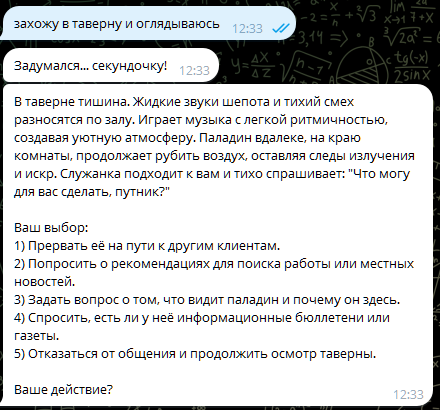 захожу в таверну и оглядываюсь 12:33
Задумался... секундочку! 12:33
В таверне тишина. Жидкие звуки шепота и тихий смех
разносятся по залу. Играет музыка с легкой ритмичностью,
создавая уютную атмосферу. Паладин вдалеке, на краю
комнаты, продолжает рубить воздух, оставляя следы излучения
и искр. Служанка подходит к вам и тихо спрашивает: "Что могу
для вас сделать, путник?"
Ваш выбор:
1) Прервать её на пути к другим клиентам.
2) Попросить о рекомендациях для поиска работы или местных
новостей.
3) Задать вопрос о том, что видит паладин и почему он здесь.
4) Спросить, есть ли у неё информационные бюллетени или
газеты.
5) Отказаться от общения и продолжить осмотр таверны.
Ваше действие?
12:33